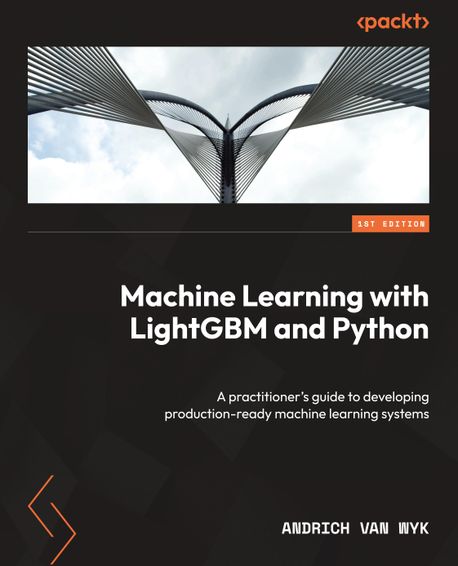 <packt>
1ST EDITION
Machine Learning with
LightGBM and Python
A practitioner's guide to developing
production-ready machine learning systems
ANDRICH VAN WYK